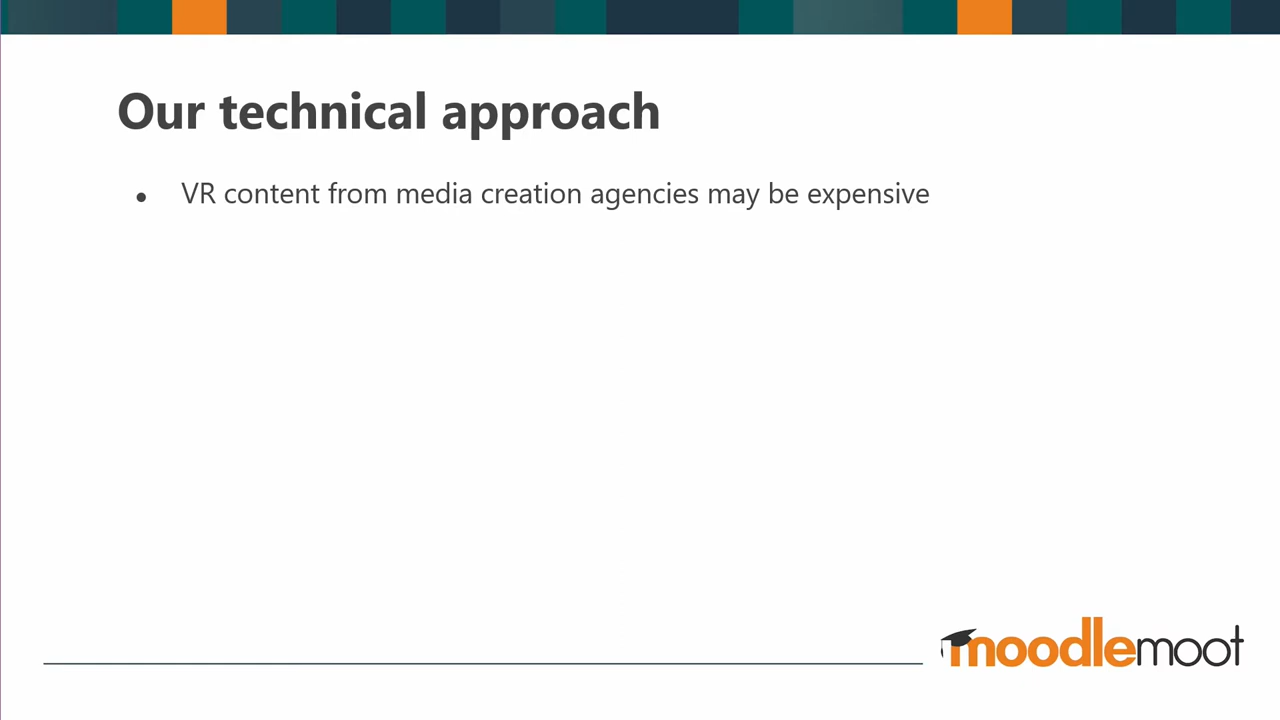 Our technical approach
● VR content from media creation agencies may be expensive
moodlemoot